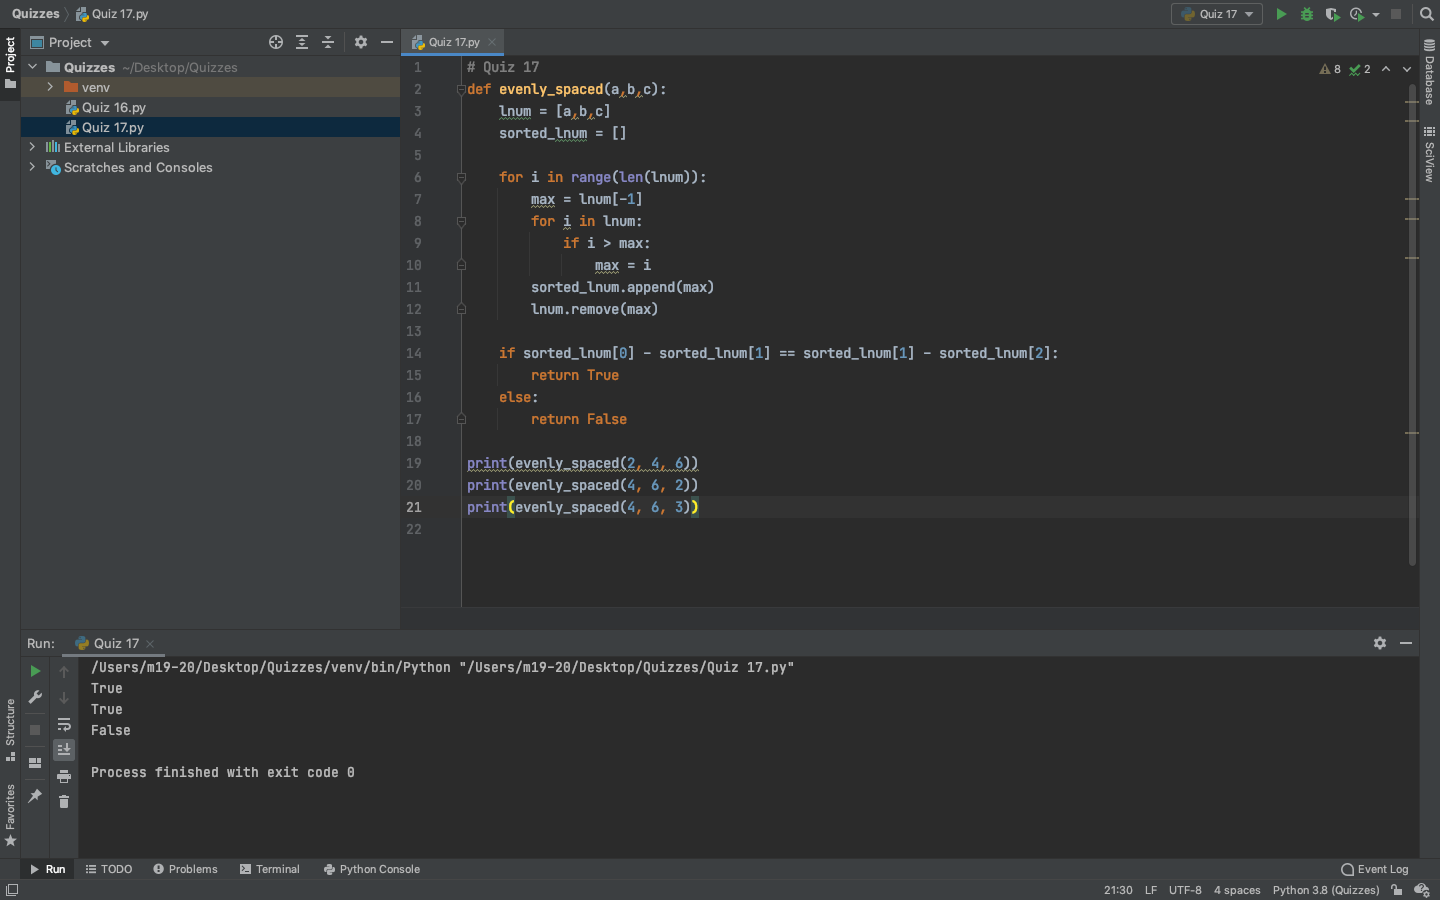 Quizzes
Quiz 17.py
Quiz 17
Project
Quiz 17.py
Project
Quizzes ~/Desktop/Quizzes
venv
Quiz 16.py
Quiz 17.py
External Libraries
Scratches and Consoles
8 2
1 # Quiz 17
2 def evenly_spaced(a,b,c):
3     lnum = [a,b,c]
4     sorted_lnum = []
5
6     for i in range(len(lnum)):
7         max = lnum[-1]
8         for i in lnum:
9             if i > max:
10                 max = i
11         sorted_lnum.append(max)
12         lnum.remove(max)
13
14     if sorted_lnum[0] - sorted_lnum[1] == sorted_lnum[1] - sorted_lnum[2]:
15         return True
16     else:
17         return False
18
19 print(evenly_spaced(2, 4, 6))
20 print(evenly_spaced(4, 6, 2))
21 print(evenly_spaced(4, 6, 3))
22
Database
SciView
Run:
Quiz 17
/Users/m19-20/Desktop/Quizzes/venv/bin/Python "/Users/m19-20/Desktop/Quizzes/Quiz 17.py"
True
True
False
Process finished with exit code 0
Structure
Favorites
Run
TODO
Problems
Terminal
Python Console
Event Log
21:30 LF UTF-8 4 spaces Python 3.8 (Quizzes)